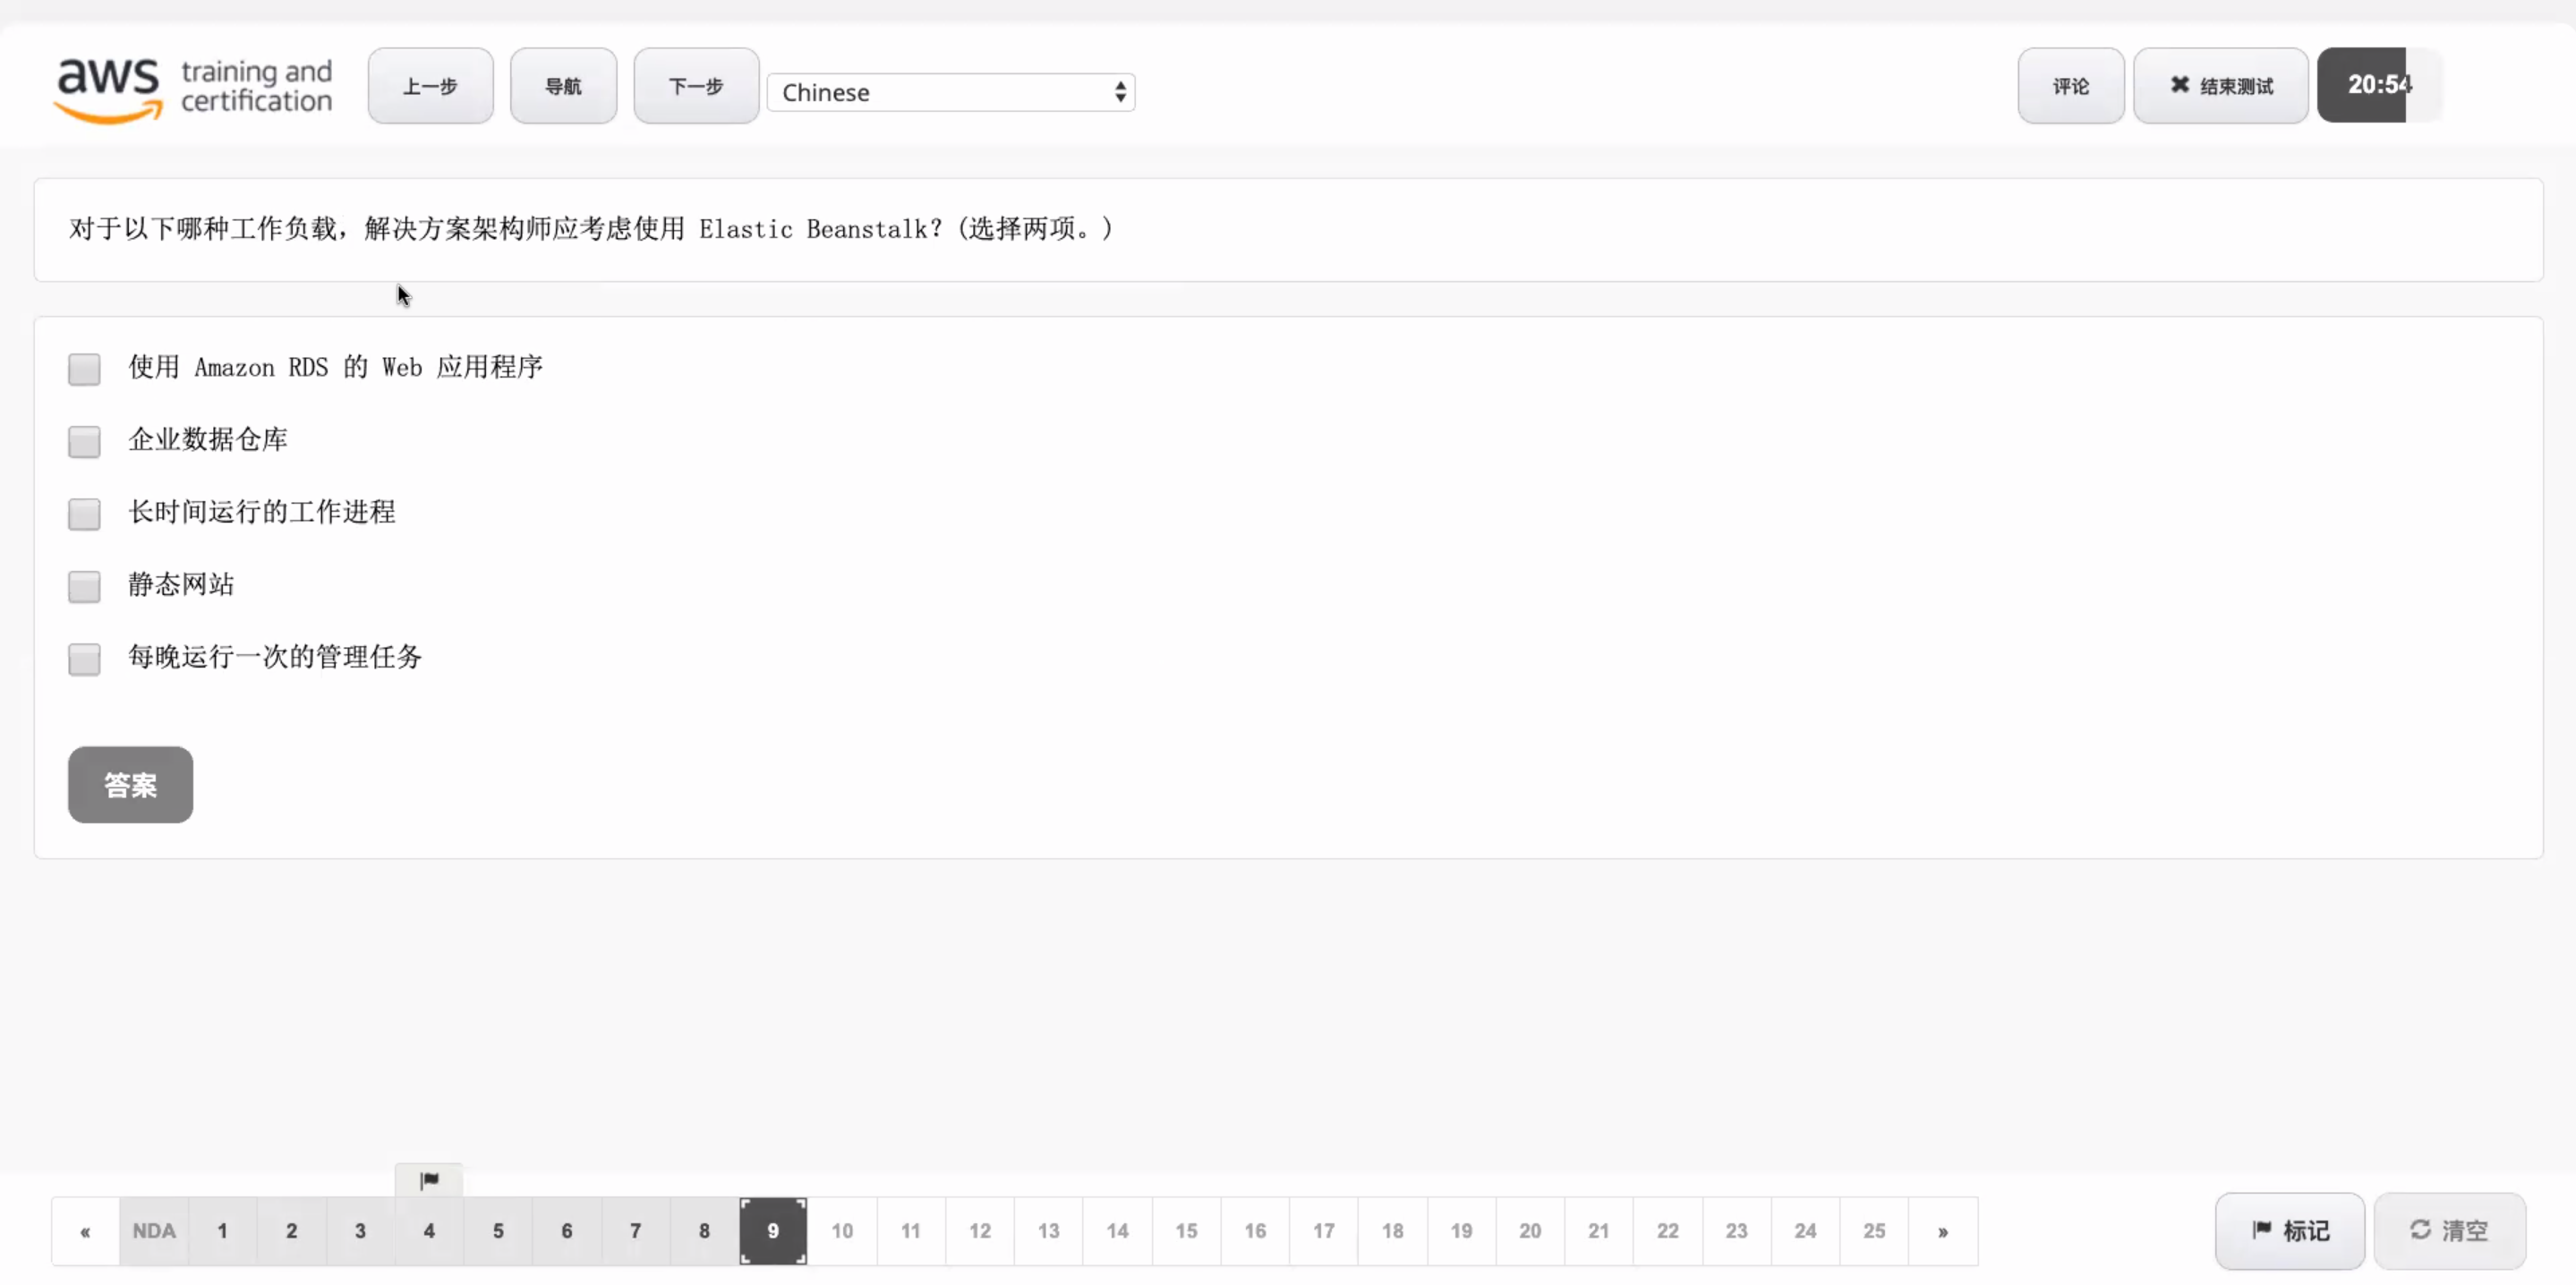 aws training and certification
上一步 导航 下一步 Chinese 评论 ✖ 结束测试 20:54
对于以下哪种工作负载，解决方案架构师应考虑使用 Elastic Beanstalk？（选择两项。）
使用 Amazon RDS 的 Web 应用程序
企业数据仓库
长时间运行的工作进程
静态网站
每晚运行一次的管理任务
答案
« NDA 1 2 3 4 5 6 7 8 9 10 11 12 13 14 15 16 17 18 19 20 21 22 23 24 25 » 标记 清空